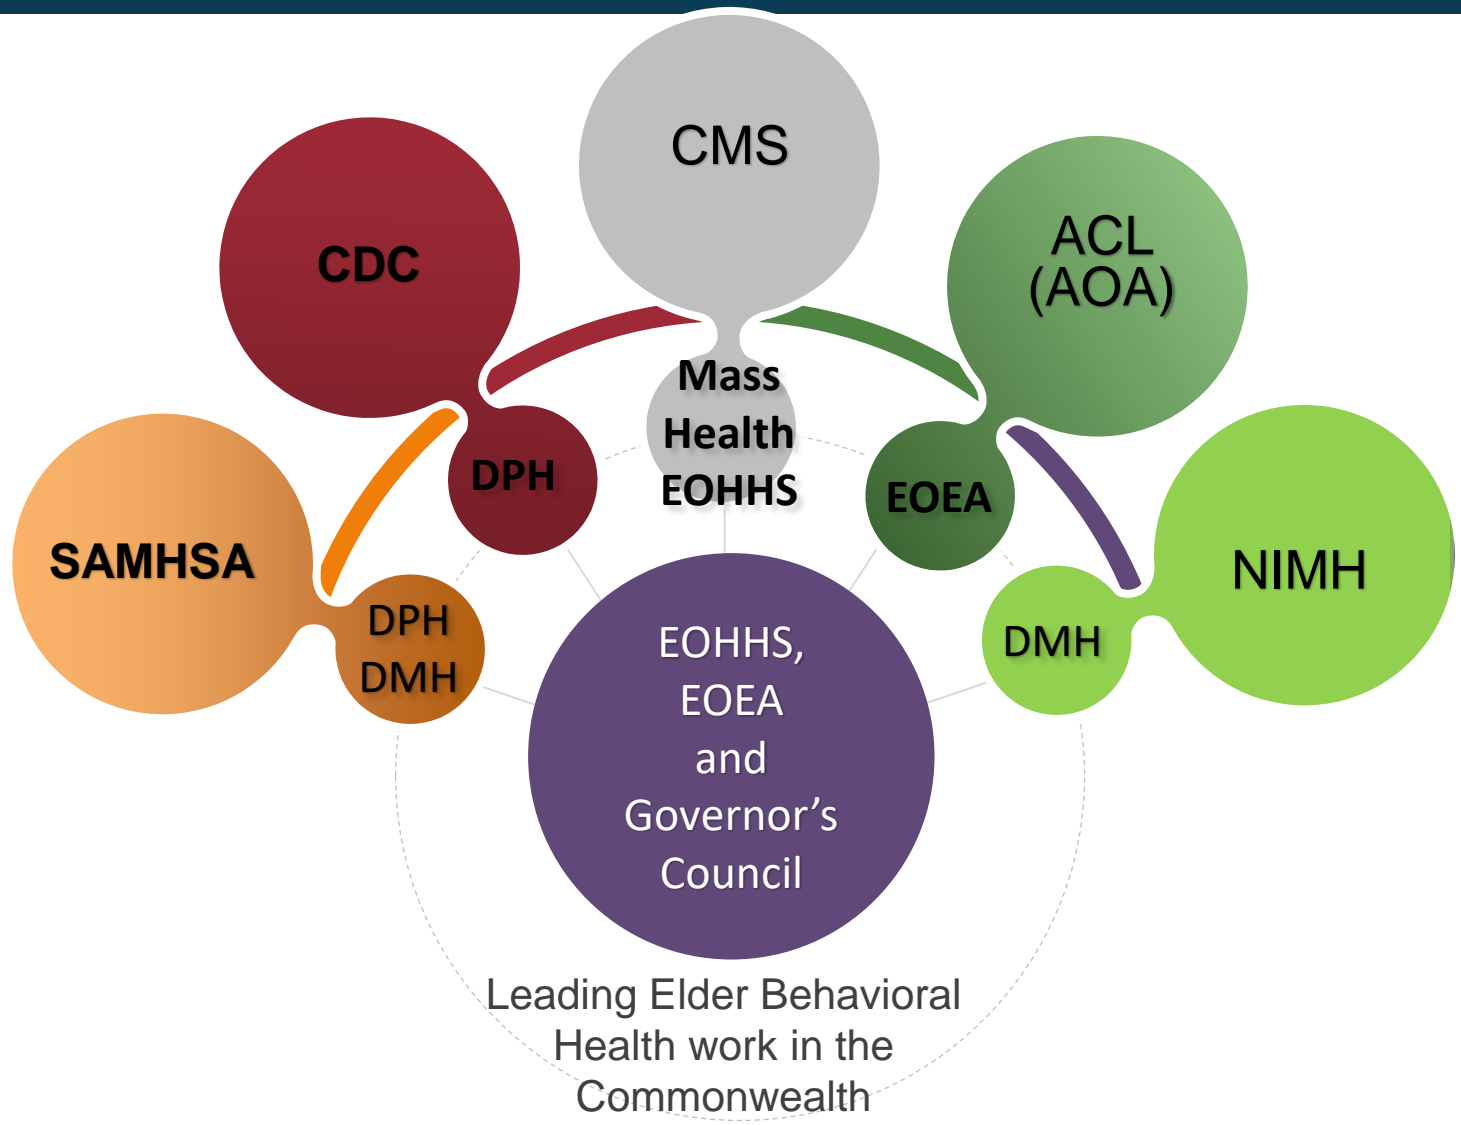 CMS
CDC
ACL
(AOA)
SAMHSA
NIMH
Mass
Health
EOHHS
DPH
EOEA
DPH
DMH
DMH
EOHHS,
EOEA
and
Governor’s
Council
Leading Elder Behavioral
Health work in the
Commonwealth